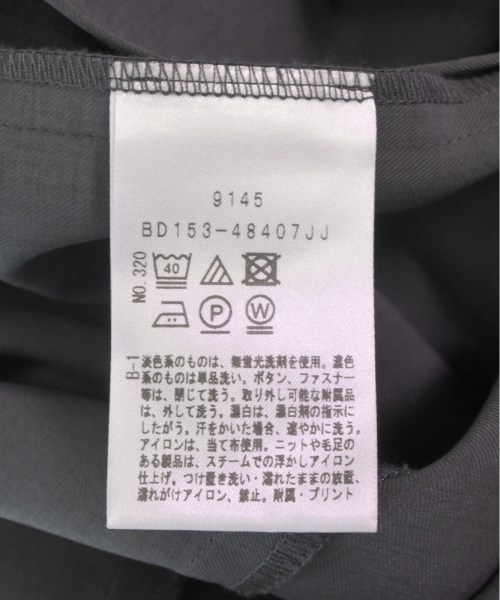 9145
BD153-48407JJ
NO.320
40
P
W
B-1
淡色系のものは、無蛍光洗剤を使用。濃色
系のものは単品洗い。ボタン、ファスナー
等は、閉じて洗う。取り外し可能な附属品
は、外して洗う。漂白は、漂白剤の指示に
したがう。汗をかいた場合、速やかに洗う。
アイロンは、当て布使用。ニットや毛足の
ある製品は、スチームでの浮かしアイロン
仕上げ。つけ置き洗い・濡れたままの放置、
濡れがけアイロン、禁止。附属・プリント